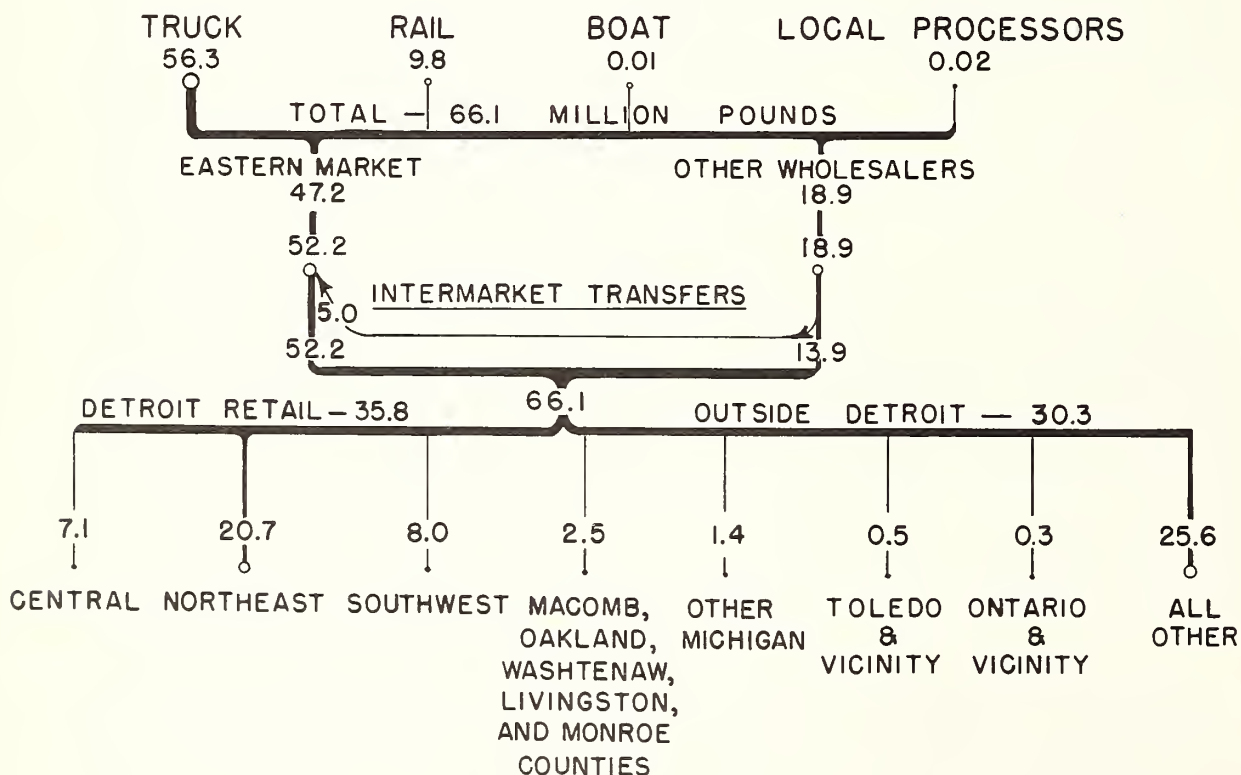 TRUCK RAIL BOAT LOCAL PROCESSORS
56.3 9.8 0.01 0.02
TOTAL – 66.1 MILLION POUNDS
EASTERN MARKET OTHER WHOLESALERS
47.2 18.9
52.2 18.9
INTERMARKET TRANSFERS
5.0
52.2 13.9
66.1
DETROIT RETAIL – 35.8 OUTSIDE DETROIT — 30.3
7.1 20.7 8.0 2.5 1.4 0.5 0.3 25.6
CENTRAL NORTHEAST SOUTHWEST MACOMB, OTHER TOLEDO ONTARIO ALL
OAKLAND, MICHIGAN & & OTHER
WASHTENAW, VICINITY VICINITY
LIVINGSTON,
AND MONROE
COUNTIES